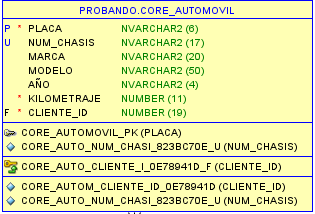 PROBANDO.CORE_AUTOMOVIL
P * PLACA NVARCHAR2 (6)
U NUM_CHASIS NVARCHAR2 (17)
MARCA NVARCHAR2 (20)
MODELO NVARCHAR2 (50)
AÑO NVARCHAR2 (4)
* KILOMETRAJE NUMBER (11)
F * CLIENTE_ID NUMBER (19)
CORE_AUTOMOVIL_PK (PLACA)
CORE_AUTO_NUM_CHASI_823BC70E_U (NUM_CHASIS)
CORE_AUTO_CLIENTE_I_0E78941D_F (CLIENTE_ID)
CORE_AUTOM_CLIENTE_ID_0E78941D (CLIENTE_ID)
CORE_AUTO_NUM_CHASI_823BC70E_U (NUM_CHASIS)